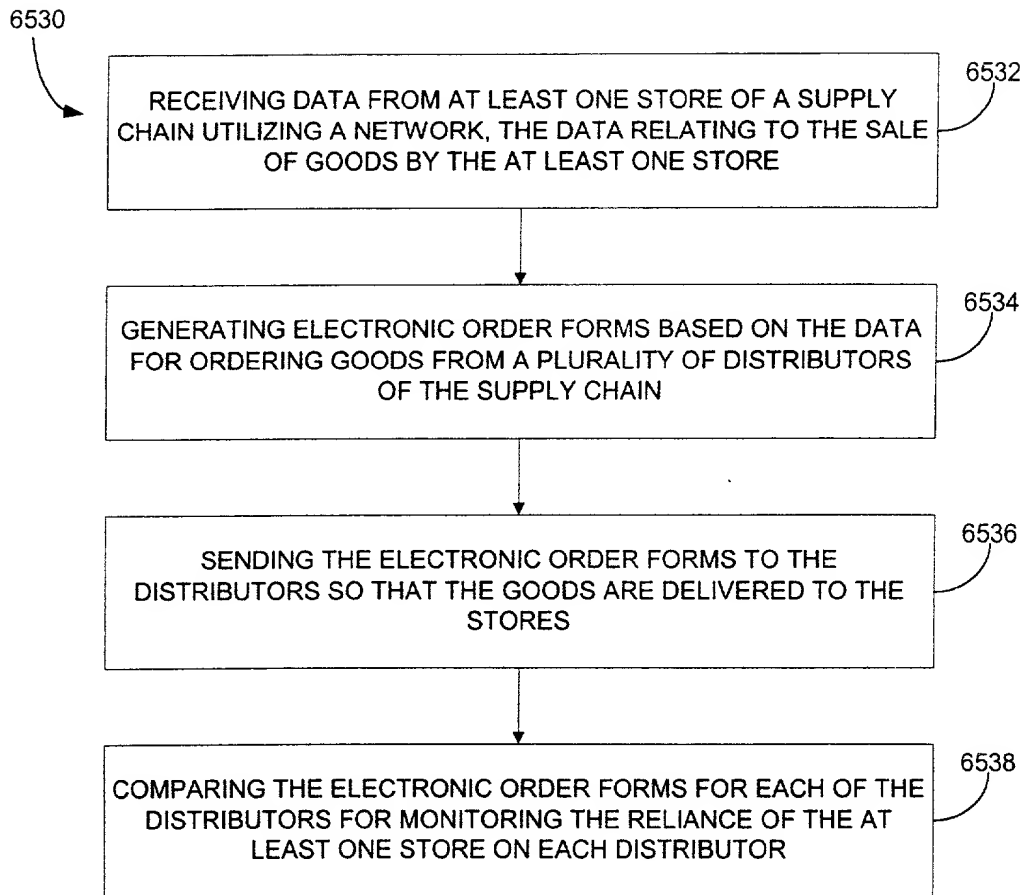 6530
6532
RECEIVING DATA FROM AT LEAST ONE STORE OF A SUPPLY
CHAIN UTILIZING A NETWORK, THE DATA RELATING TO THE SALE
OF GOODS BY THE AT LEAST ONE STORE
6534
GENERATING ELECTRONIC ORDER FORMS BASED ON THE DATA
FOR ORDERING GOODS FROM A PLURALITY OF DISTRIBUTORS
OF THE SUPPLY CHAIN
6536
SENDING THE ELECTRONIC ORDER FORMS TO THE
DISTRIBUTORS SO THAT THE GOODS ARE DELIVERED TO THE
STORES
6538
COMPARING THE ELECTRONIC ORDER FORMS FOR EACH OF THE
DISTRIBUTORS FOR MONITORING THE RELIANCE OF THE AT
LEAST ONE STORE ON EACH DISTRIBUTOR